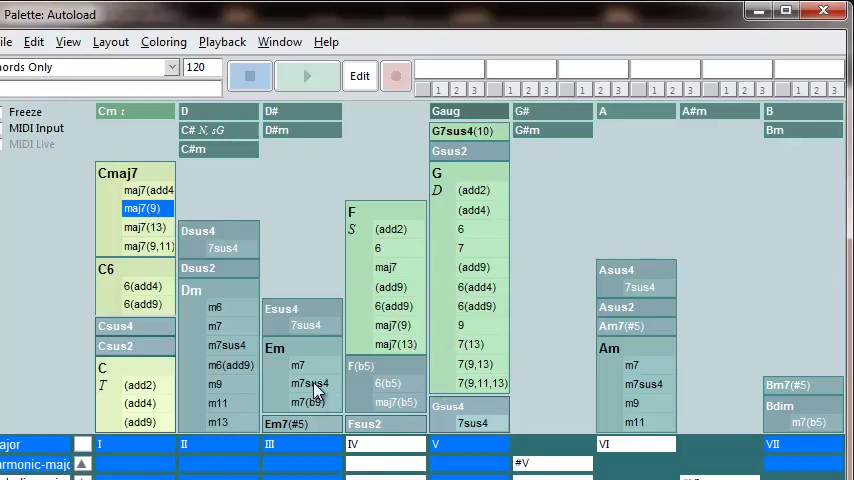 Palette: Autoload
ile Edit View Layout Coloring Playback Window Help
hords Only 120 Edit
1 2 3 1 2 3 1 2 3 1 2 3 1 2 3 1 2 3
Freeze
MIDI Input
MIDI Live
Cm t
Cmaj7
maj7(add4
maj7(9)
maj7(13)
maj7(9,11)
C6
6(add4)
6(add9)
Csus4
Csus2
C
T
(add2)
(add4)
(add9)
D
C# N, sG
C#m
Dsus4
7sus4
Dsus2
Dm
m6
m7
m7sus4
m6(add9)
m9
m11
m13
D#
D#m
Esus4
7sus4
Em
m7
m7sus4
m7(b9)
Em7(#5)
F
S
(add2)
6
maj7
(add9)
6(add9)
maj7(9)
maj7(13)
F(b5)
6(b5)
maj7(b5)
Fsus2
Gaug
G7sus4(10)
Gsus2
G
D
(add2)
(add4)
6
7
(add9)
6(add4)
6(add9)
9
7(13)
7(9,13)
7(9,11,13)
Gsus4
7sus4
G#
G#m
A
Asus4
7sus4
Asus2
Am7(#5)
Am
m7
m7sus4
m9
m11
A#m
B
Bm
Bm7(#5)
Bdim
m7(b5)
ajor I II III IV V VI VII
armonic-majo #V